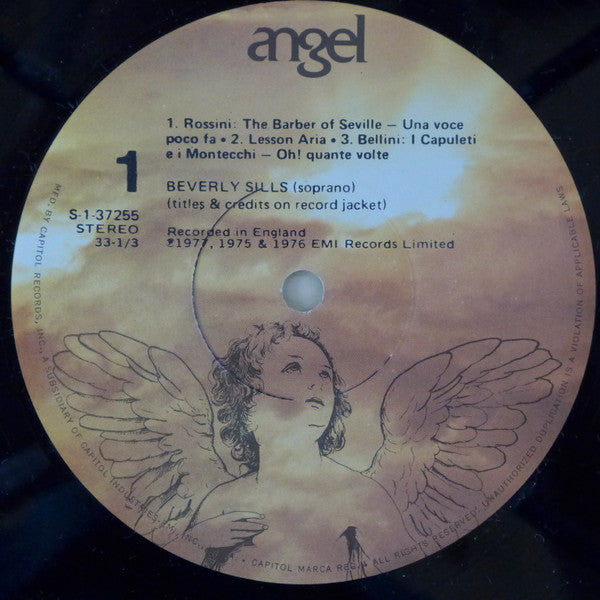 angel
1. Rossini: The Barber of Seville – Una voce
poco fa • 2. Lesson Aria • 3. Bellini: I Capuleti
e i Montecchi – Oh! quante volte
1
BEVERLY SILLS (soprano)
(titles & credits on record jacket)
S-1-37255
STEREO
33-1/3
Recorded in England
℗1977, 1975 & 1976 EMI Records Limited
MFD. BY CAPITOL RECORDS, INC., A SUBSIDIARY OF CAPITOL INDUSTRIES-EMI, INC., • CAPITOL MARCA REG. • ALL RIGHTS RESERVED. UNAUTHORIZED DUPLICATION IS A VIOLATION OF APPLICABLE LAWS